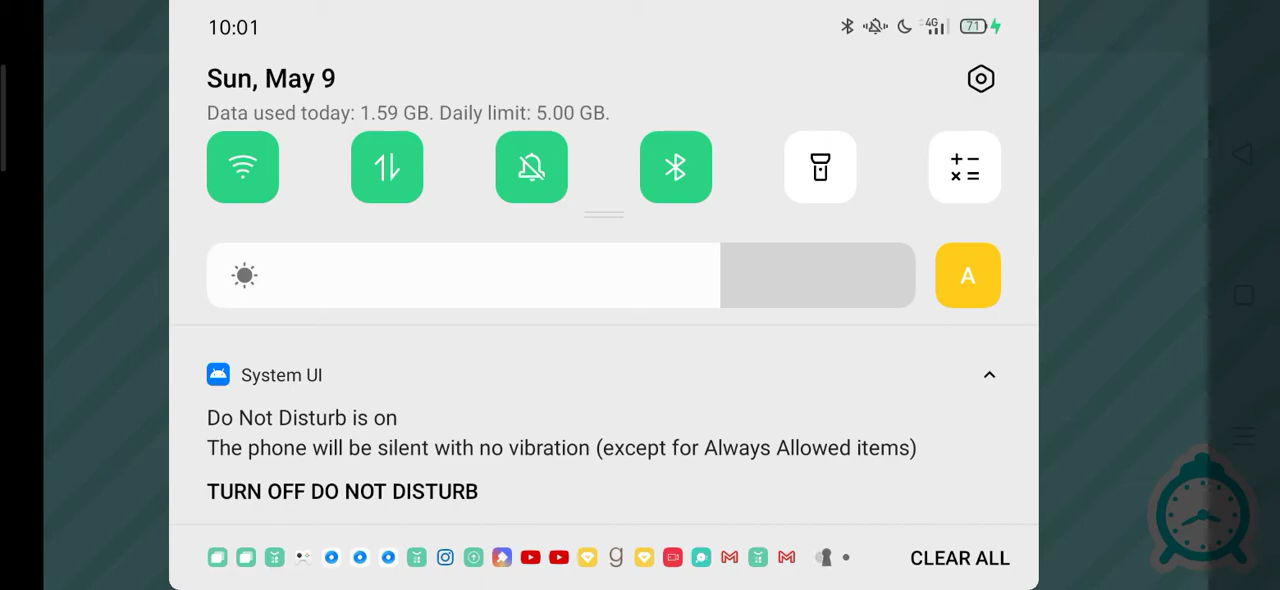 10:01
4G
71
Sun, May 9
Data used today: 1.59 GB. Daily limit: 5.00 GB.
A
System UI
Do Not Disturb is on
The phone will be silent with no vibration (except for Always Allowed items)
TURN OFF DO NOT DISTURB
CLEAR ALL